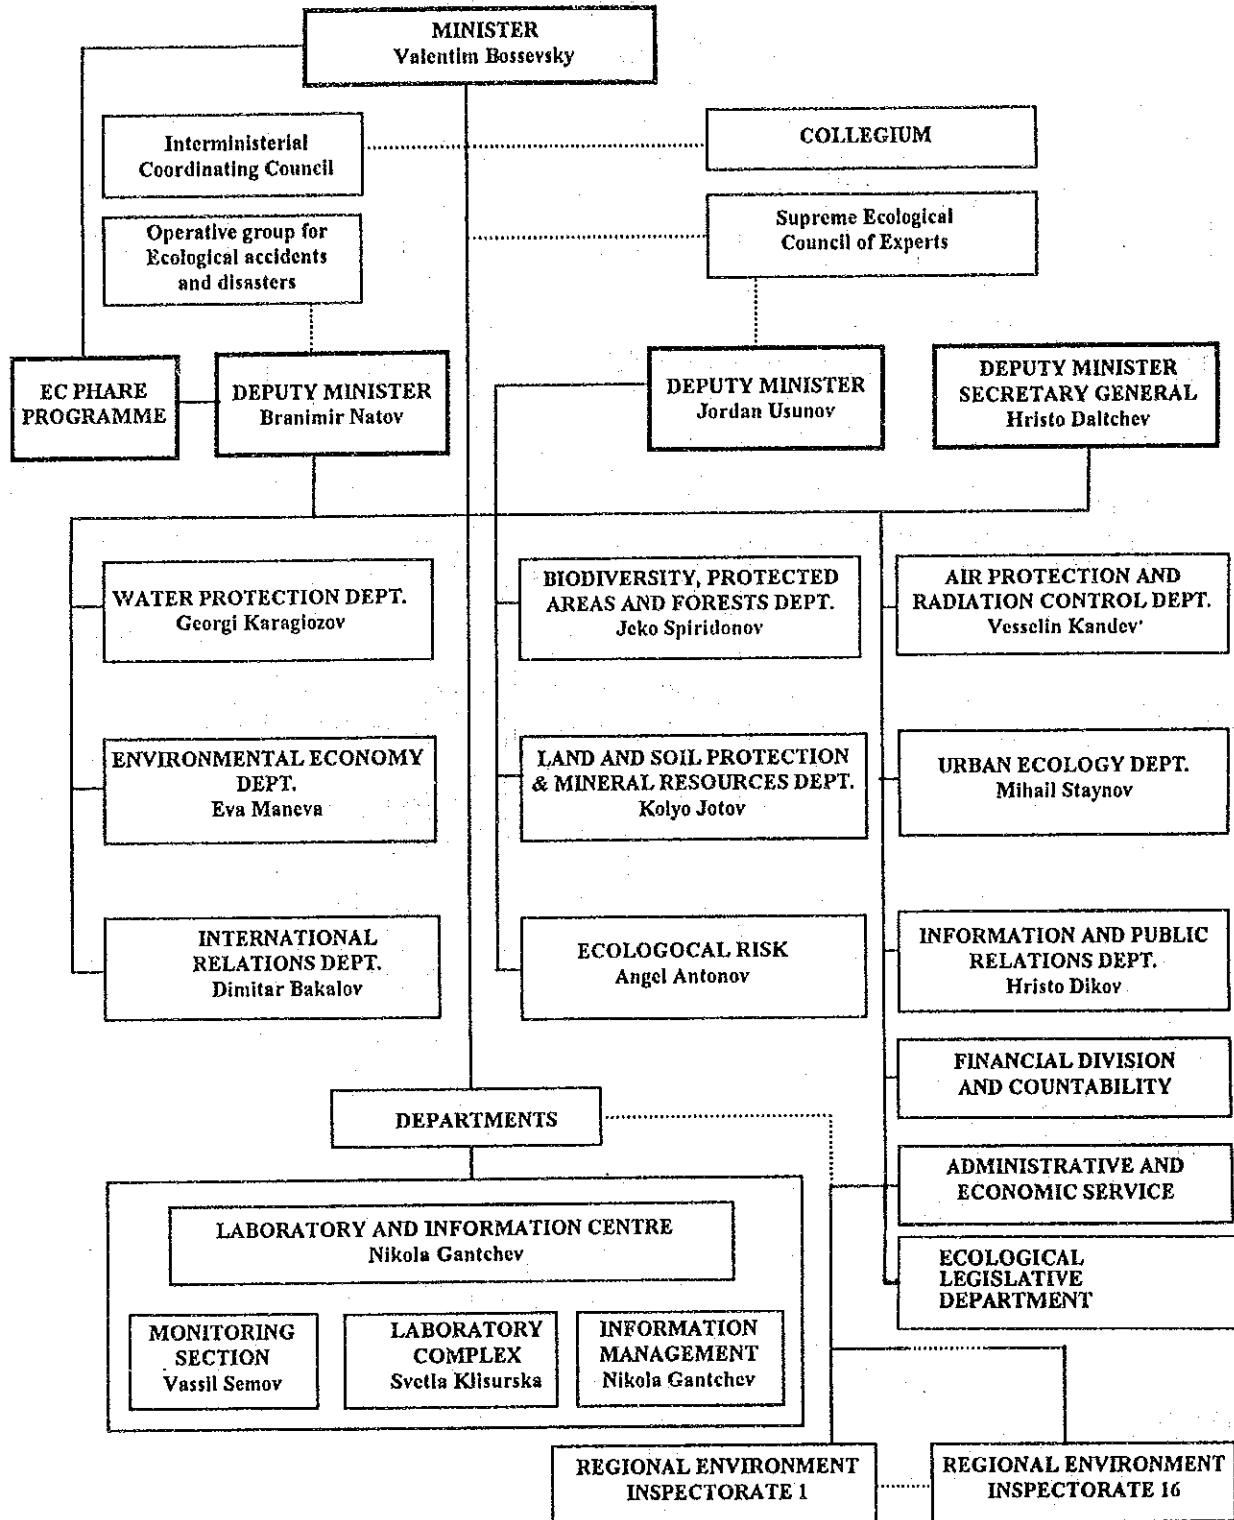 MINISTER
Valentim Bossevsky
Interministerial
Coordinating Council
COLLEGIUM
Operative group for
Ecological accidents
and disasters
Supreme Ecological
Council of Experts
EC PHARE
PROGRAMME
DEPUTY MINISTER
Branimir Natov
DEPUTY MINISTER
Jordan Usunov
DEPUTY MINISTER
SECRETARY GENERAL
Hristo Daltchev
WATER PROTECTION DEPT.
Georgi Karagiozov
BIODIVERSITY, PROTECTED
AREAS AND FORESTS DEPT.
Jeko Spiridonov
AIR PROTECTION AND
RADIATION CONTROL DEPT.
Vesselin Kandev
ENVIRONMENTAL ECONOMY
DEPT.
Eva Maneva
LAND AND SOIL PROTECTION
& MINERAL RESOURCES DEPT.
Kolyo Jotov
URBAN ECOLOGY DEPT.
Mihail Staynov
INTERNATIONAL
RELATIONS DEPT.
Dimitar Bakalov
ECOLOGOCAL RISK
Angel Antonov
INFORMATION AND PUBLIC
RELATIONS DEPT.
Hristo Dikov
FINANCIAL DIVISION
AND COUNTABILITY
DEPARTMENTS
ADMINISTRATIVE AND
ECONOMIC SERVICE
LABORATORY AND INFORMATION CENTRE
Nikola Gantchev
ECOLOGICAL
LEGISLATIVE
DEPARTMENT
MONITORING
SECTION
Vassil Semov
LABORATORY
COMPLEX
Svetla Klisurska
INFORMATION
MANAGEMENT
Nikola Gantchev
REGIONAL ENVIRONMENT
INSPECTORATE 1
REGIONAL ENVIRONMENT
INSPECTORATE 16